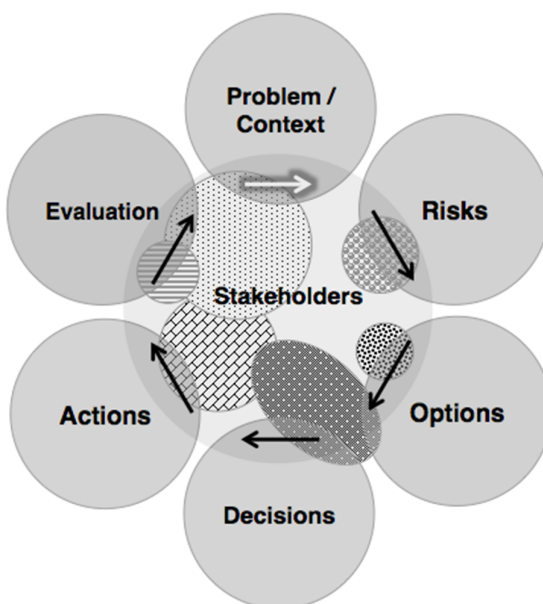 Problem /
Context
Evaluation
Risks
Stakeholders
Actions
Options
Decisions